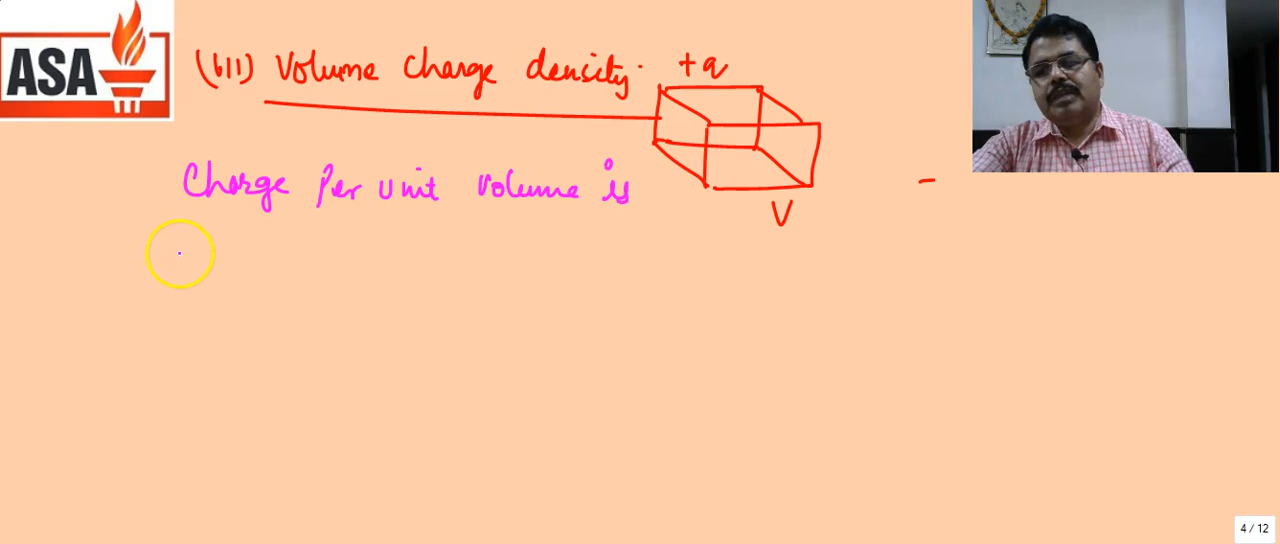 ASA
(iii) Volume Charge density. +q
Charge Per unit volume is
V
4 / 12